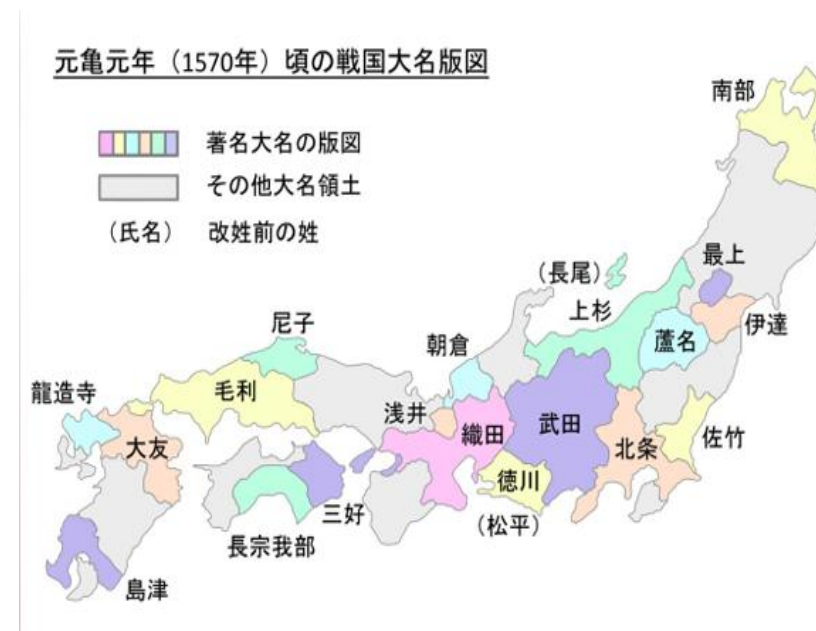 元亀元年（1570年）頃の戦国大名版図
著名大名の版図
その他大名領土
（氏名） 改姓前の姓
南部
最上
（長尾）
上杉
伊達
蘆名
尼子
朝倉
毛利
龍造寺
浅井
織田
武田
北条
佐竹
大友
徳川
（松平）
三好
長宗我部
島津